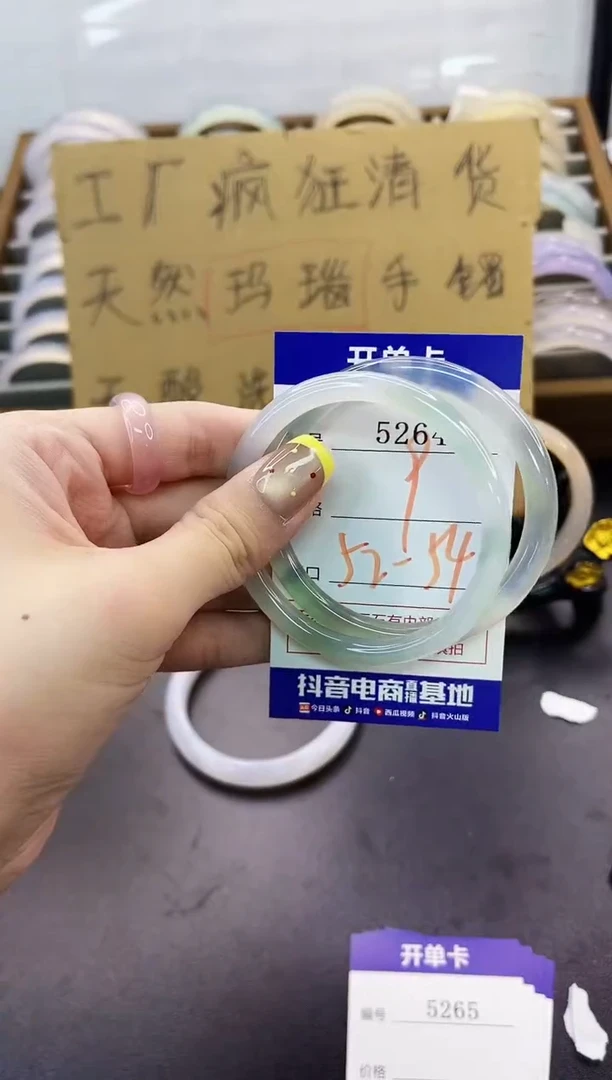 工厂疯狂清货
天然玛瑙手镯
开单卡
5264
52-54
抖音电商直播基地
今日头条 抖音 西瓜视频 抖音火山版
开单卡
编号 5265
价格